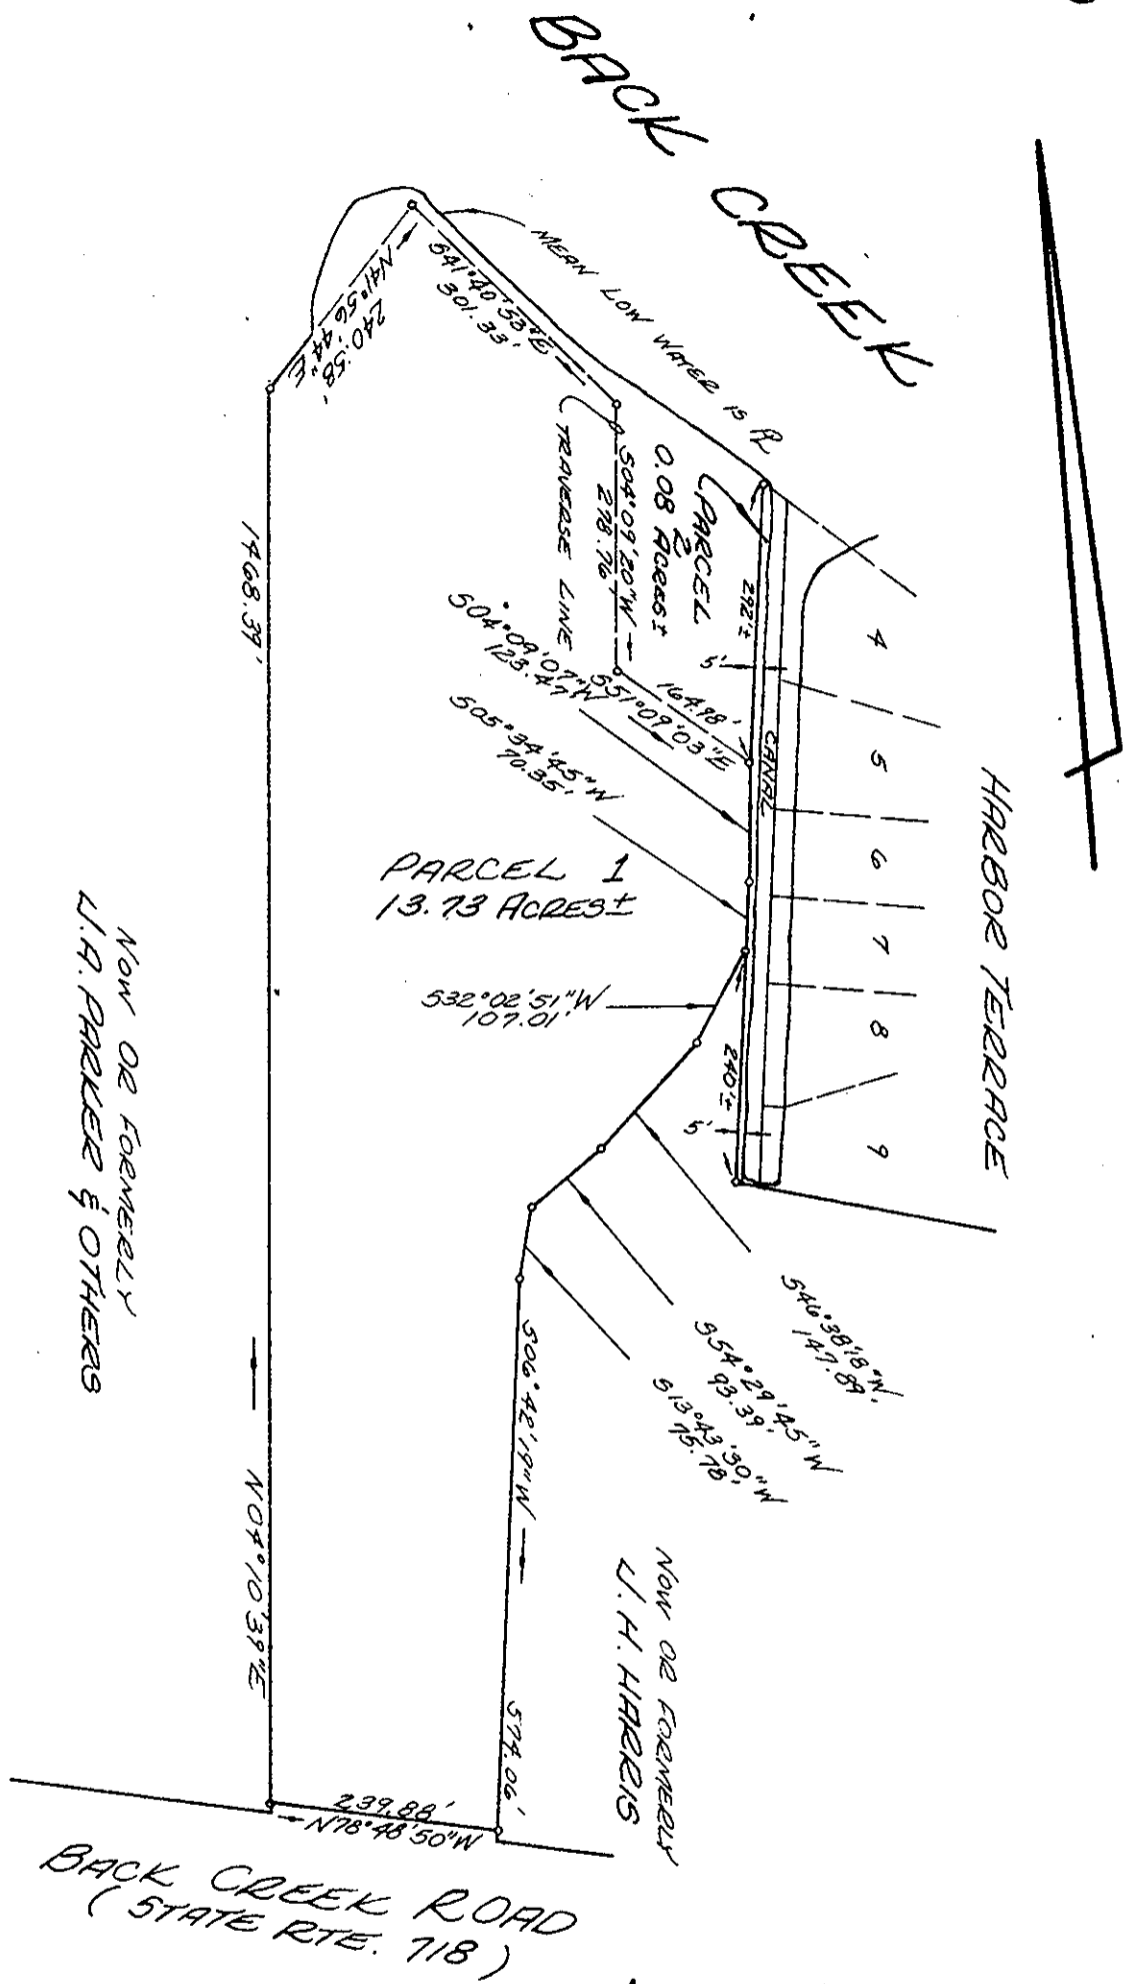 BACK CREEK
MEAN LOW WATER IS PL
S41°40'53"E
301.33'
N41°56'44"E
240.58'
TRAVERSE LINE
S04°09'20"W
278.76'
PARCEL
2
0.08 ACRES±
292'±
5'
CANAL
164.98'
S51°09'03"E
S04°09'07"W
123.47'
S05°34'45"W
70.35'
4
5
6
7
8
9
HARBOR TERRACE
PARCEL 1
13.73 ACRES±
S32°02'51"W
107.01'
240'±
5'
S46°38'18"W
147.89'
S54°29'45"W
93.39'
S13°43'30"W
75.78'
S06°42'19"W
574.06'
1468.39'
N04°10'39"E
NOW OR FORMERLY
W.A. PARKER & OTHERS
NOW OR FORMERLY
J.H. HARRIS
239.88'
N78°48'50"W
BACK CREEK ROAD
(STATE RTE. 718)